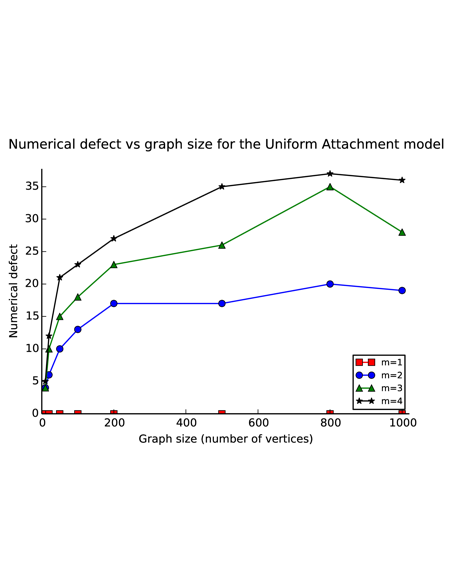 Numerical defect vs graph size for the Uniform Attachment model
35
30
25
20
15
10
5
0
Numerical defect
0 200 400 600 800 1000
Graph size (number of vertices)
m=1
m=2
m=3
m=4